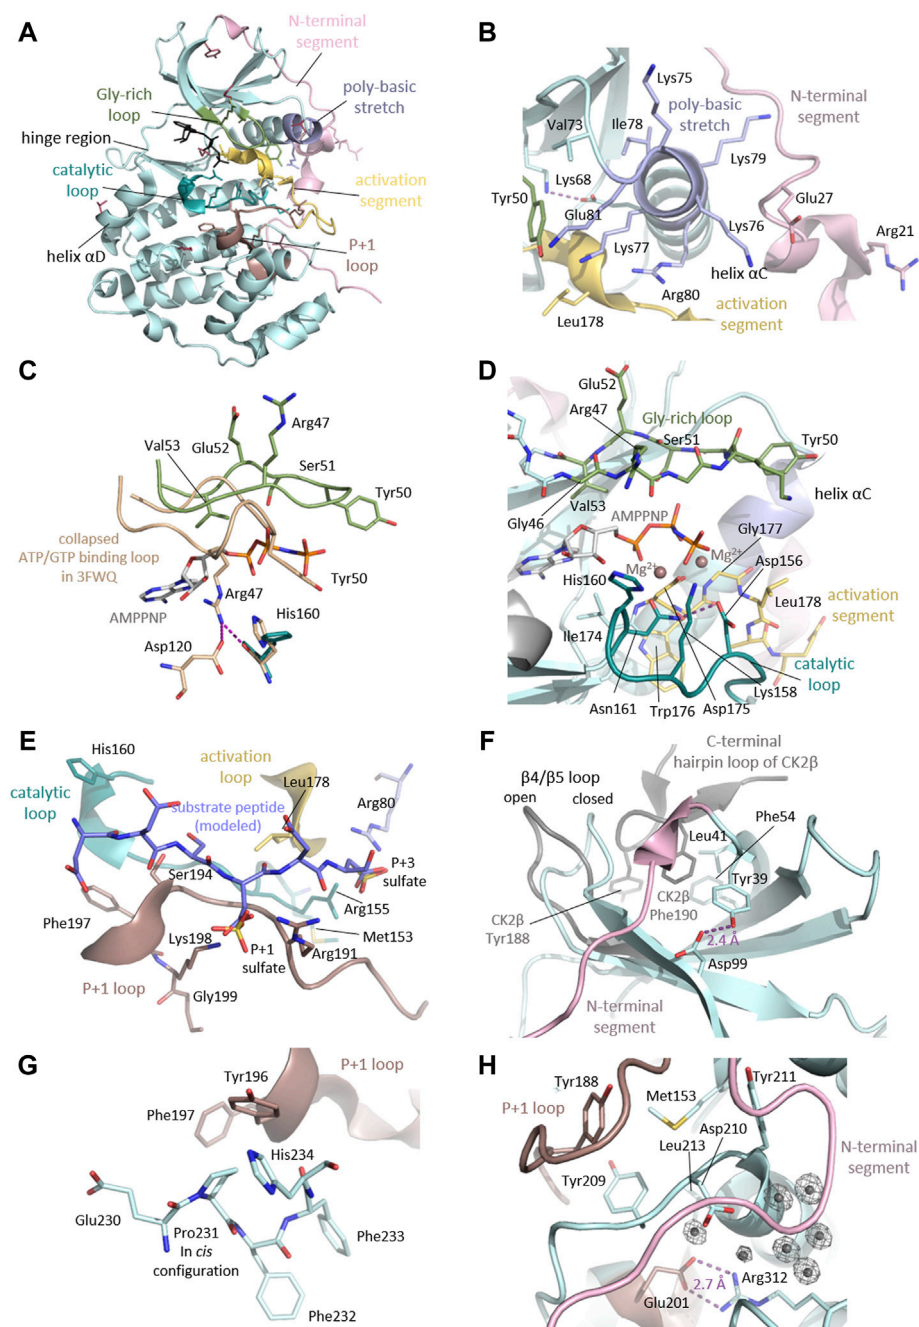 A
N-terminal
segment
Gly-rich
loop
poly-basic
stretch
hinge region
catalytic
loop
activation
segment
helix αD
P+1
loop
B
Lys75
poly-basic
stretch
N-terminal
segment
Val73
Ile78
Lys79
Lys68
Tyr50
Glu81
Glu27
Lys76
Arg21
Lys77
helix αC
Arg80
activation
segment
Leu178
C
Arg47
Val53
Glu52
Ser51
Tyr50
collapsed
ATP/GTP binding loop
in 3FWQ
Tyr50
Arg47
AMPPNP
His160
Asp120
D
Glu52
Arg47
Gly-rich loop
Ser51
Tyr50
helix αC
Val53
Gly46
AMPPNP
Gly177
Mg2+
Mg2+
His160
Asp156
Leu178
activation
segment
Ile174
catalytic
loop
Lys158
Asn161
Trp176
Asp175
E
His160
activation
loop
catalytic
loop
Leu178
substrate peptide
(modeled)
Arg80
Ser194
P+3
sulfate
Arg155
Phe197
Met153
Lys198
P+1
sulfate
Arg191
P+1 loop
Gly199
F
C-terminal
hairpin loop of CK2β
β4/β5 loop
open
closed
Leu41
Phe54
Tyr39
CK2β
Tyr188
CK2β
Phe190
2.4 Å
Asp99
N-terminal
segment
G
Tyr196
P+1 loop
Phe197
His234
Glu230
Pro231
In cis
configuration
Phe233
Phe232
H
Tyr188
Met153
Tyr211
P+1 loop
Leu213
Asp210
N-terminal
segment
Tyr209
Arg312
2.7 Å
Glu201